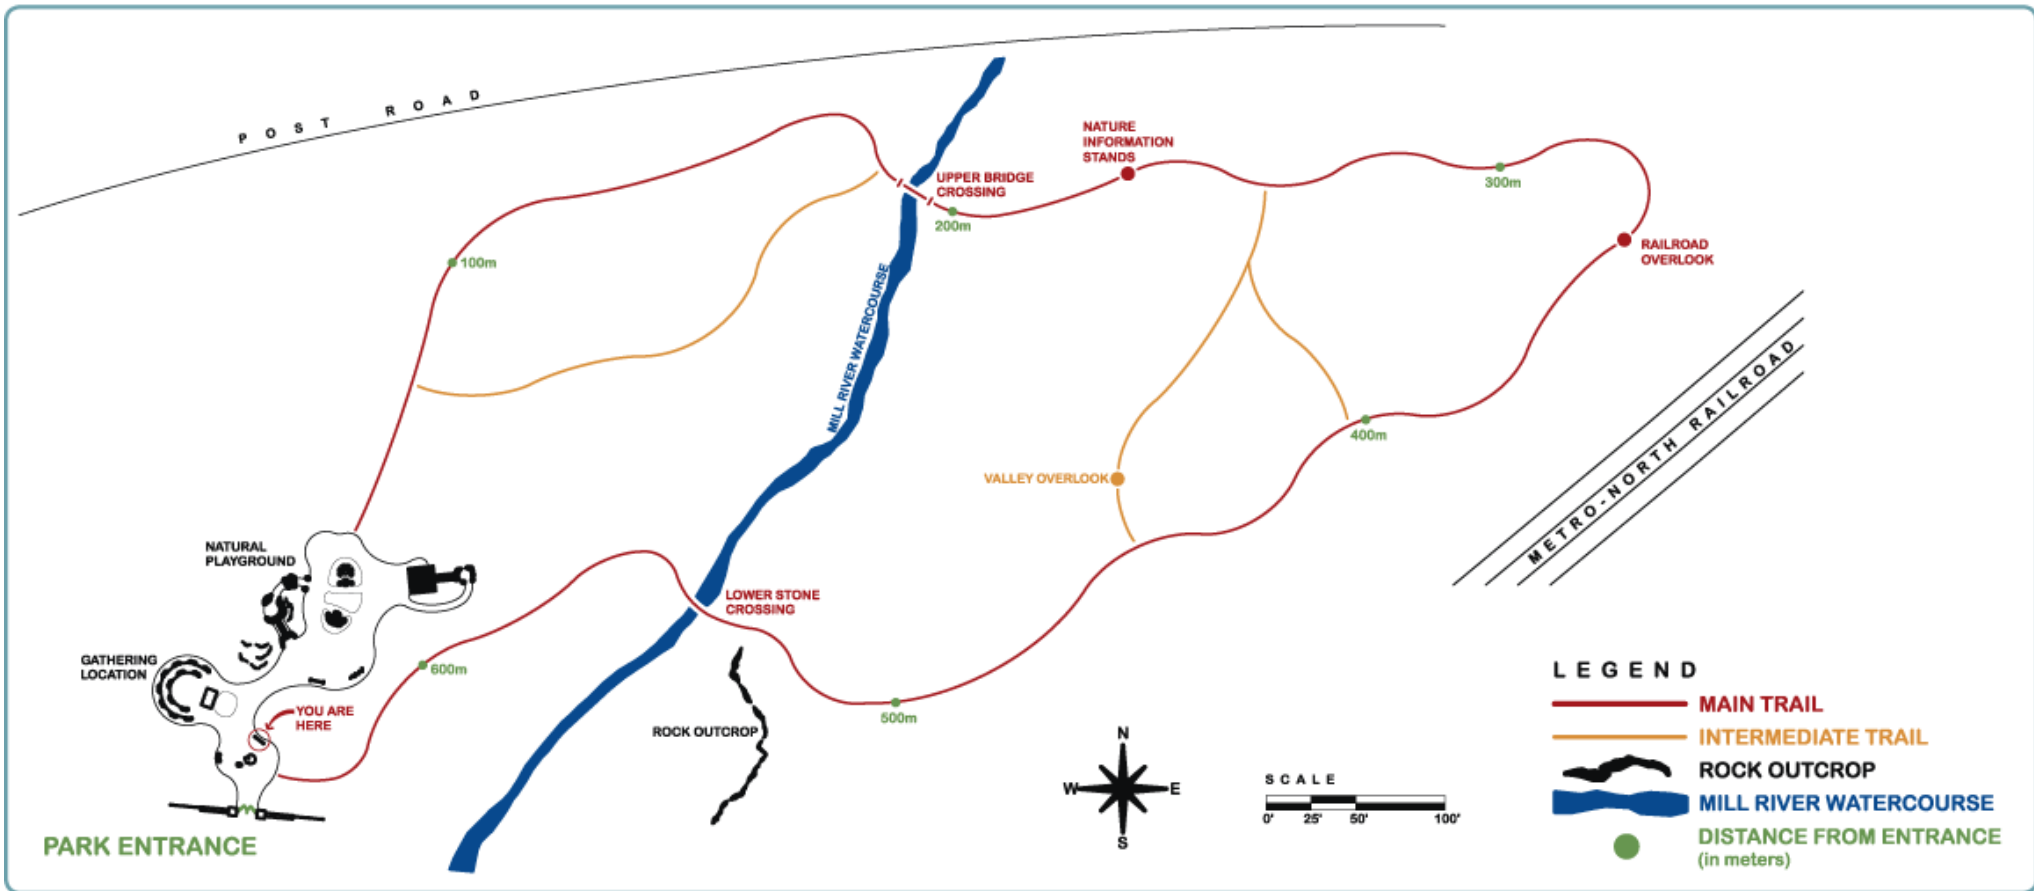 POST ROAD
NATURE
INFORMATION
STANDS
UPPER BRIDGE
CROSSING
200m
300m
RAILROAD
OVERLOOK
100m
MILL RIVER WATERCOURSE
METRO-NORTH RAILROAD
400m
VALLEY OVERLOOK
NATURAL
PLAYGROUND
LOWER STONE
CROSSING
GATHERING
LOCATION
600m
YOU ARE
HERE
500m
ROCK OUTCROP
N
W
E
S
SCALE
0' 25' 50' 100'
PARK ENTRANCE
LEGEND
MAIN TRAIL
INTERMEDIATE TRAIL
ROCK OUTCROP
MILL RIVER WATERCOURSE
DISTANCE FROM ENTRANCE
(in meters)